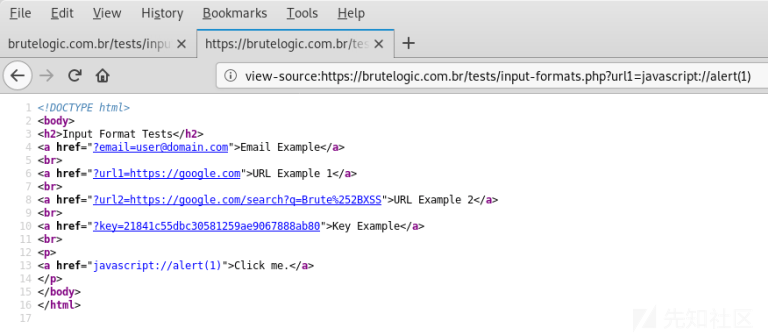 File Edit View History Bookmarks Tools Help
brutelogic.com.br/tests/inpu × https://brutelogic.com.br/tes × +
view-source:https://brutelogic.com.br/tests/input-formats.php?url1=javascript://alert(1)
1 <!DOCTYPE html>
2 <body>
3 <h2>Input Format Tests</h2>
4 <a href="?email=user@domain.com">Email Example</a>
5 <br>
6 <a href="?url1=https://google.com">URL Example 1</a>
7 <br>
8 <a href="?url2=https://google.com/search?q=Brute%252BXSS">URL Example 2</a>
9 <br>
10 <a href="?key=21841c55dbc30581259ae9067888ab80">Key Example</a>
11 <br>
12 <p>
13 <a href="javascript://alert(1)">Click me.</a>
14 </p>
15 </body>
16 </html>
17
先知社区